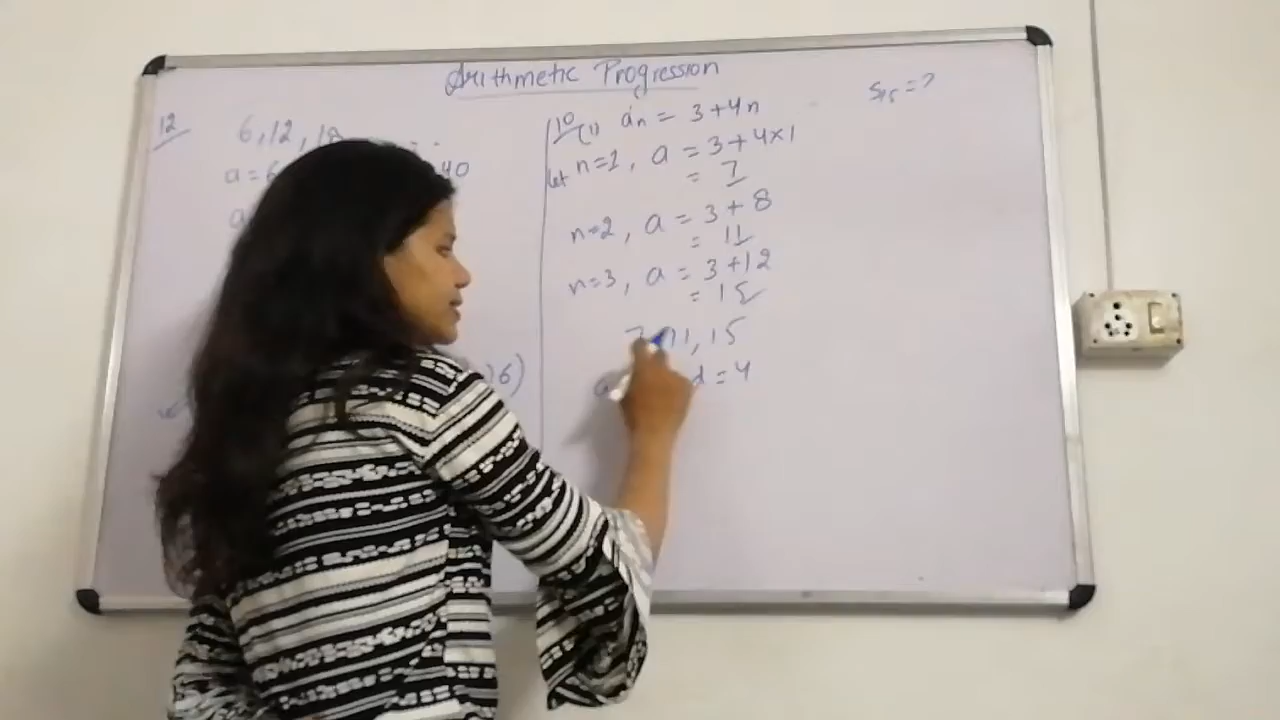 Arithmetic Progression
12
6, 12, 18
a = 6
40
a
6)
10 (i) an = 3+4n
let n=1, a = 3+4×1
= 7
n=2, a = 3+8
= 11
n=3, a = 3+12
= 15
7, 11, 15
d = 4
S15 = ?